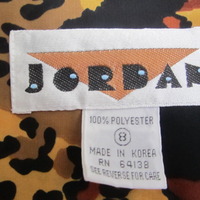 JORDAN
100% POLYESTER
8
MADE IN KOREA
RN 64138
SEE REVERSE FOR CARE